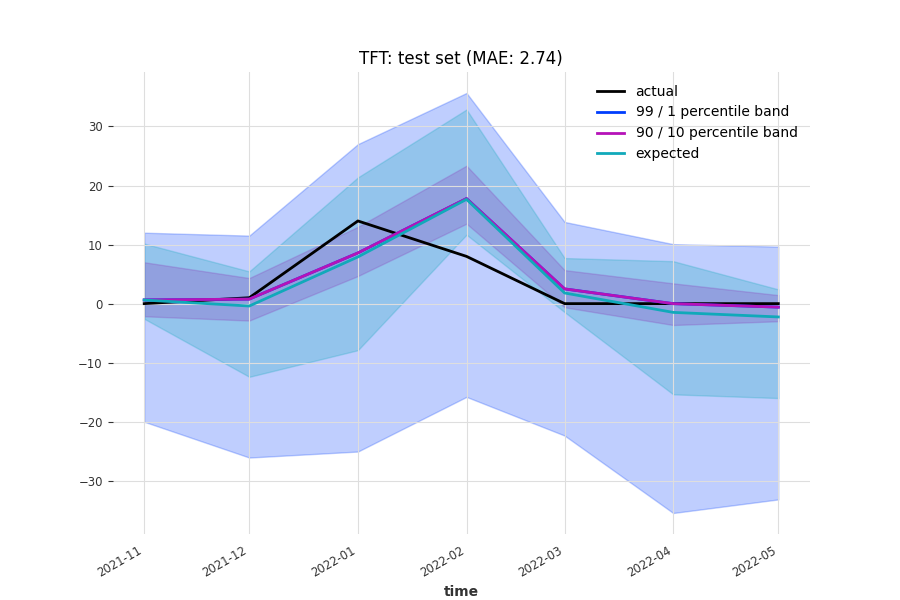 TFT: test set (MAE: 2.74)
actual
99 / 1 percentile band
90 / 10 percentile band
expected
30
20
10
0
−10
−20
−30
2021-11
2021-12
2022-01
2022-02
2022-03
2022-04
2022-05
time